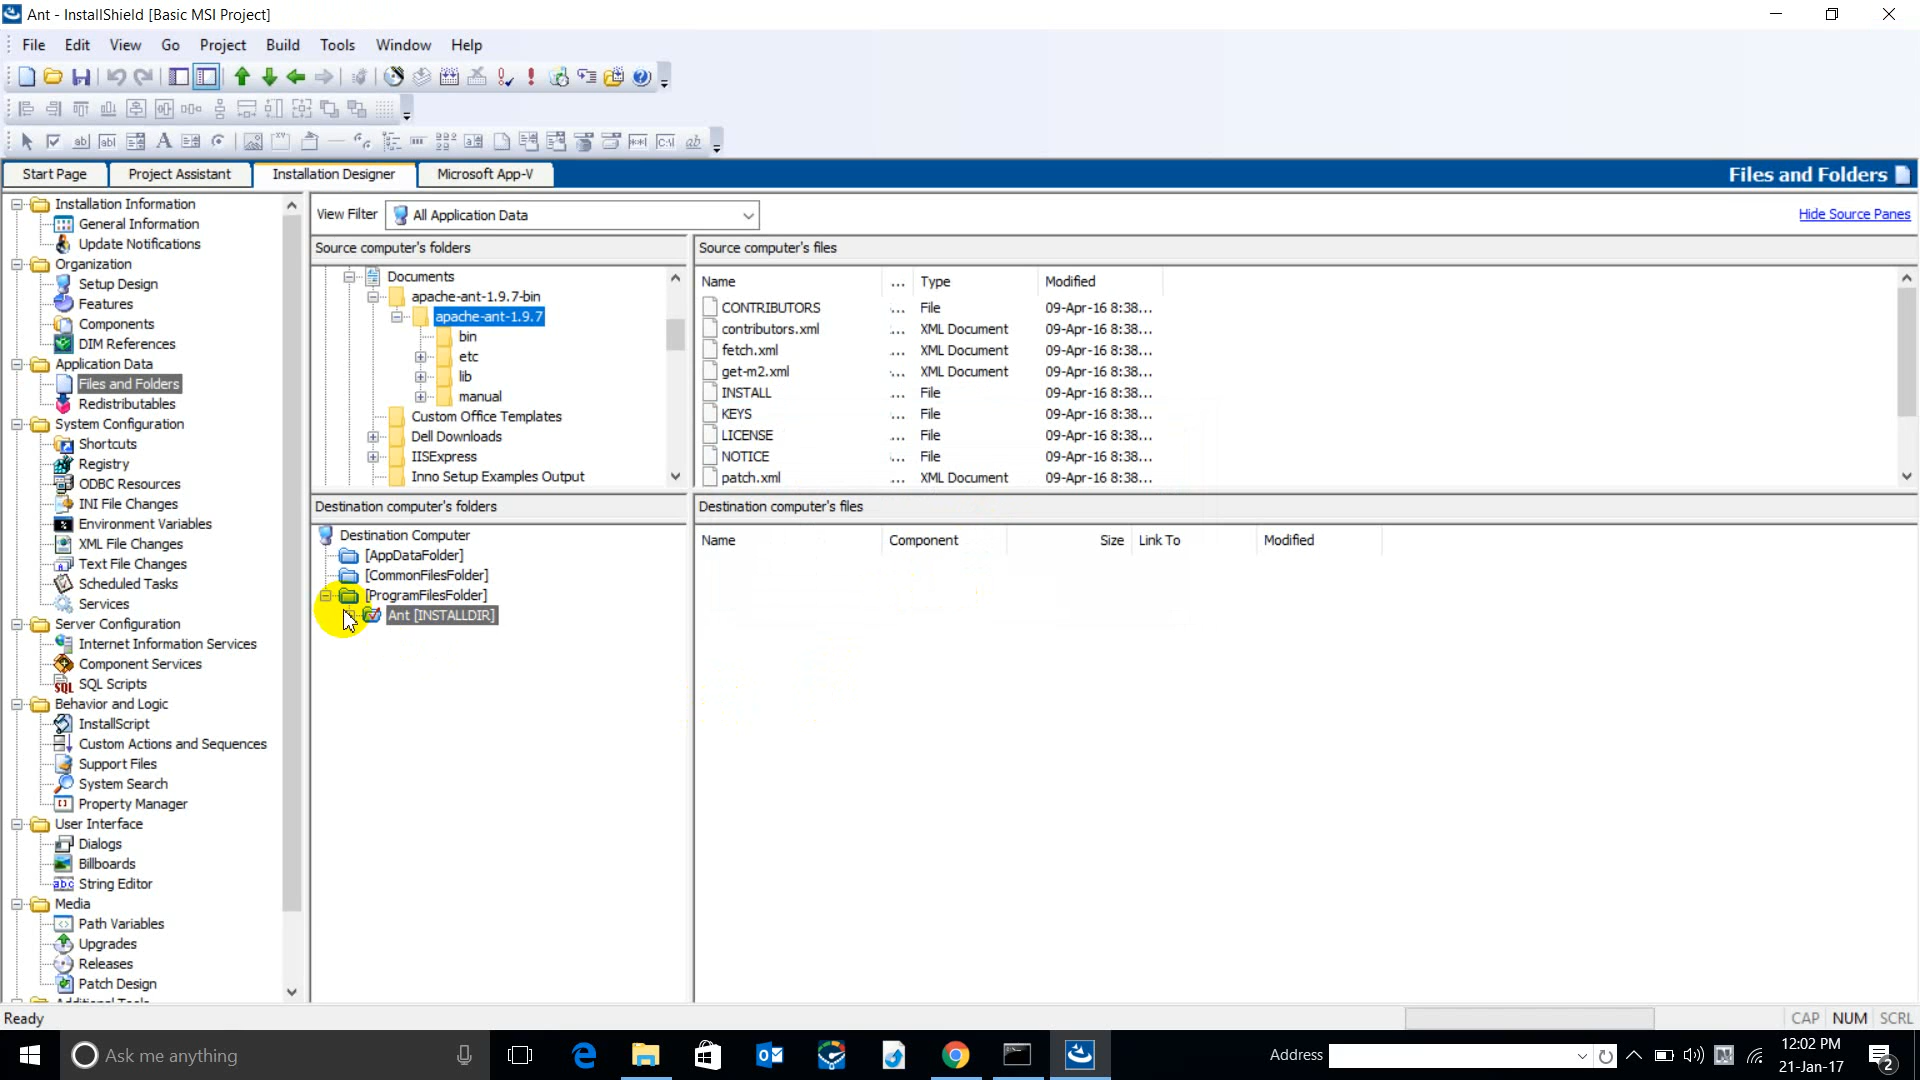 Ant - InstallShield [Basic MSI Project]
File Edit View Go Project Build Tools Window Help
Start Page Project Assistant Installation Designer Microsoft App-V Files and Folders
Installation Information
General Information
Update Notifications
Organization
Setup Design
Features
Components
DIM References
Application Data
Files and Folders
Redistributables
System Configuration
Shortcuts
Registry
ODBC Resources
INI File Changes
Environment Variables
XML File Changes
Text File Changes
Scheduled Tasks
Services
Server Configuration
Internet Information Services
Component Services
SQL Scripts
Behavior and Logic
InstallScript
Custom Actions and Sequences
Support Files
System Search
Property Manager
User Interface
Dialogs
Billboards
String Editor
Media
Path Variables
Upgrades
Releases
Patch Design
View Filter All Application Data Hide Source Panes
Source computer's folders
Documents
apache-ant-1.9.7-bin
apache-ant-1.9.7
bin
etc
lib
manual
Custom Office Templates
Dell Downloads
IISExpress
Inno Setup Examples Output
Source computer's files
Name ... Type Modified
CONTRIBUTORS ... File 09-Apr-16 8:38...
contributors.xml ... XML Document 09-Apr-16 8:38...
fetch.xml ... XML Document 09-Apr-16 8:38...
get-m2.xml ... XML Document 09-Apr-16 8:38...
INSTALL ... File 09-Apr-16 8:38...
KEYS ... File 09-Apr-16 8:38...
LICENSE ... File 09-Apr-16 8:38...
NOTICE ... File 09-Apr-16 8:38...
patch.xml ... XML Document 09-Apr-16 8:38...
Destination computer's folders
Destination Computer
[AppDataFolder]
[CommonFilesFolder]
[ProgramFilesFolder]
Ant [INSTALLDIR]
Destination computer's files
Name Component Size Link To Modified
Ready CAP NUM SCRL
Ask me anything Address 12:02 PM
21-Jan-17
2